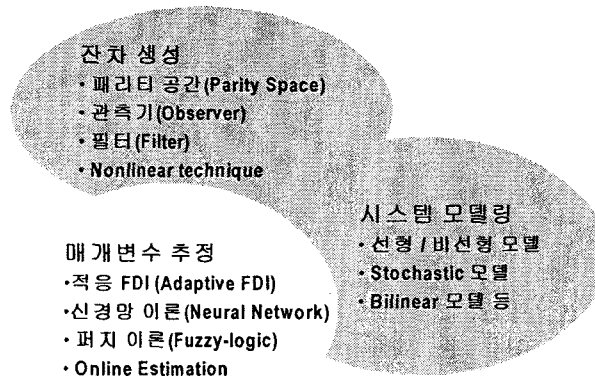 잔차 생성
• 패리티 공간(Parity Space)
• 관측기(Observer)
• 필터(Filter)
• Nonlinear technique
시스템 모델링
• 선형 / 비선형 모델
• Stochastic 모델
• Bilinear 모델 등
매개변수 추정
•적응 FDI (Adaptive FDI)
•신경망 이론(Neural Network)
• 퍼지 이론(Fuzzy-logic)
• Online Estimation